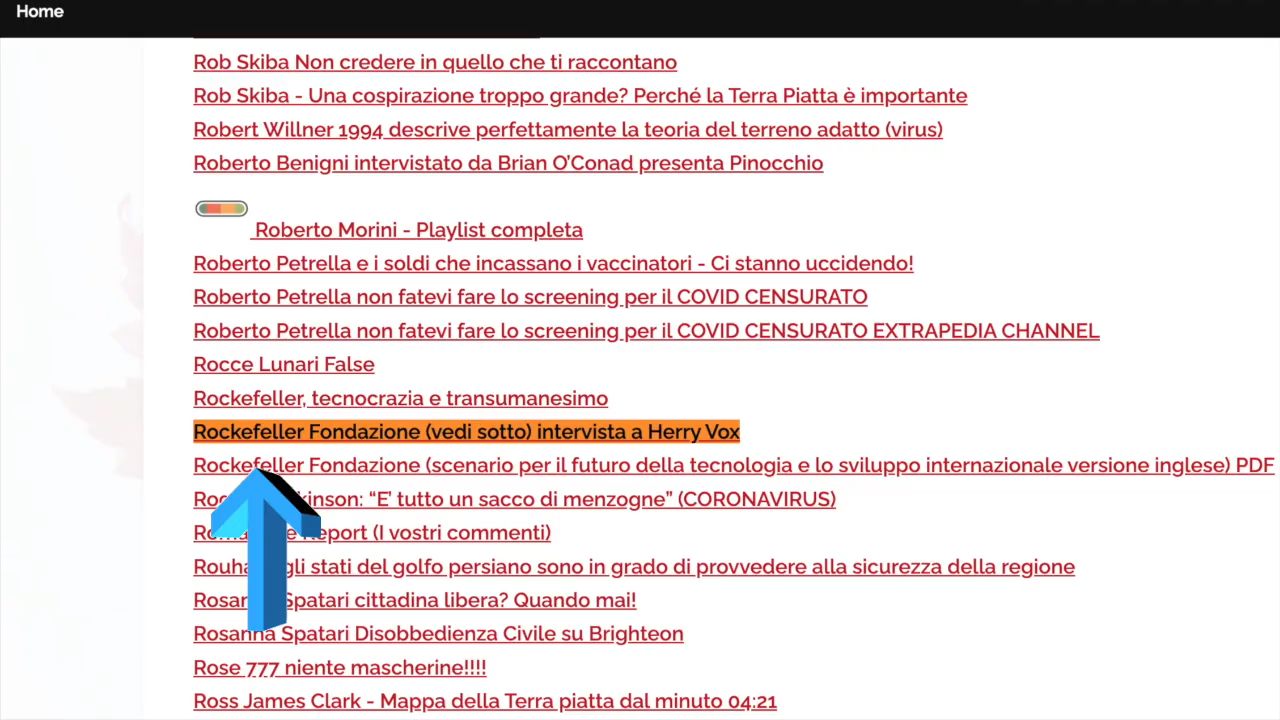 Home
Rob Skiba Non credere in quello che ti raccontano
Rob Skiba - Una cospirazione troppo grande? Perché la Terra Piatta è importante
Robert Willner 1994 descrive perfettamente la teoria del terreno adatto (virus)
Roberto Benigni intervistato da Brian O’Conad presenta Pinocchio
Roberto Morini - Playlist completa
Roberto Petrella e i soldi che incassano i vaccinatori - Ci stanno uccidendo!
Roberto Petrella non fatevi fare lo screening per il COVID CENSURATO
Roberto Petrella non fatevi fare lo screening per il COVID CENSURATO EXTRAPEDIA CHANNEL
Rocce Lunari False
Rockefeller, tecnocrazia e transumanesimo
Rockefeller Fondazione (vedi sotto) intervista a Herry Vox
Rockefeller Fondazione (scenario per il futuro della tecnologia e lo sviluppo internazionale versione inglese) PDF
“E’ tutto un sacco di menzogne” (CORONAVIRUS)
Report (I vostri commenti)
gli stati del golfo persiano sono in grado di provvedere alla sicurezza della regione
Spatari cittadina libera? Quando mai!
Rosanna Spatari Disobbedienza Civile su Brighteon
Rose 777 niente mascherine!!!!
Ross James Clark - Mappa della Terra piatta dal minuto 04:21